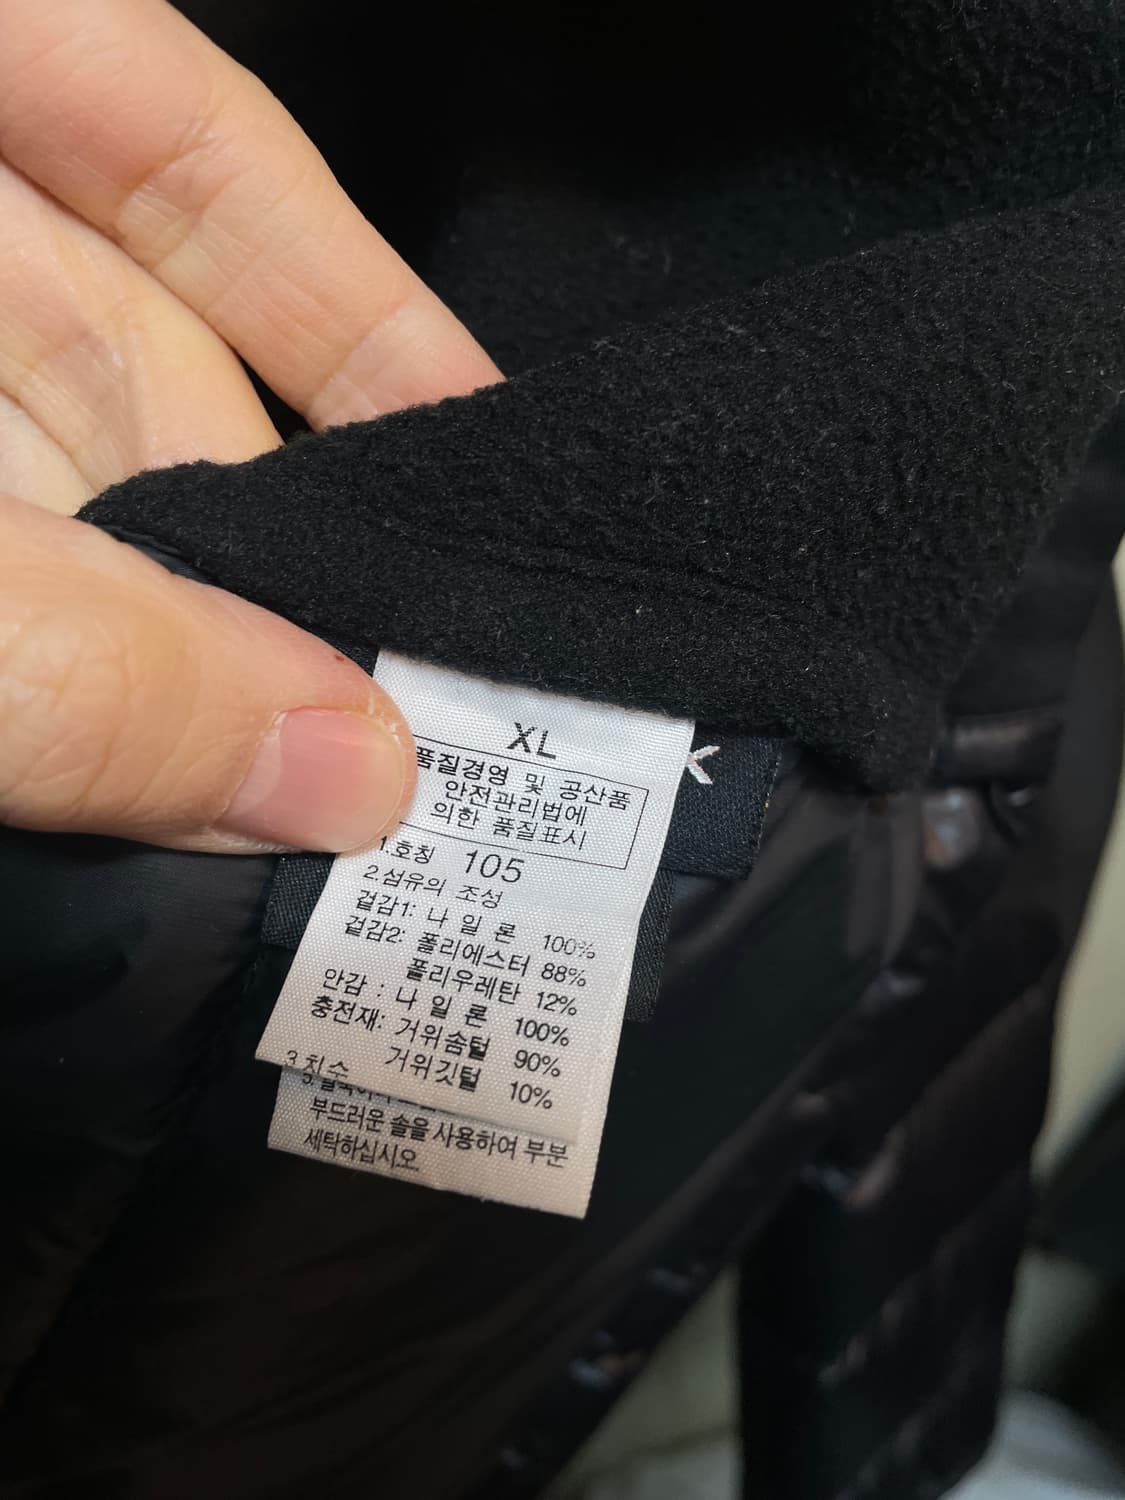 XL
품질경영 및 공산품
안전관리법에
의한 품질표시
1.호칭 105
2.섬유의 조성
겉감1: 나 일 론 100%
겉감2: 폴리에스터 88%
폴리우레탄 12%
안감 : 나 일 론 100%
충전재: 거위솜털 90%
거위깃털 10%
3.치수
부드러운 솔을 사용하여 부분
세탁하십시오.
K